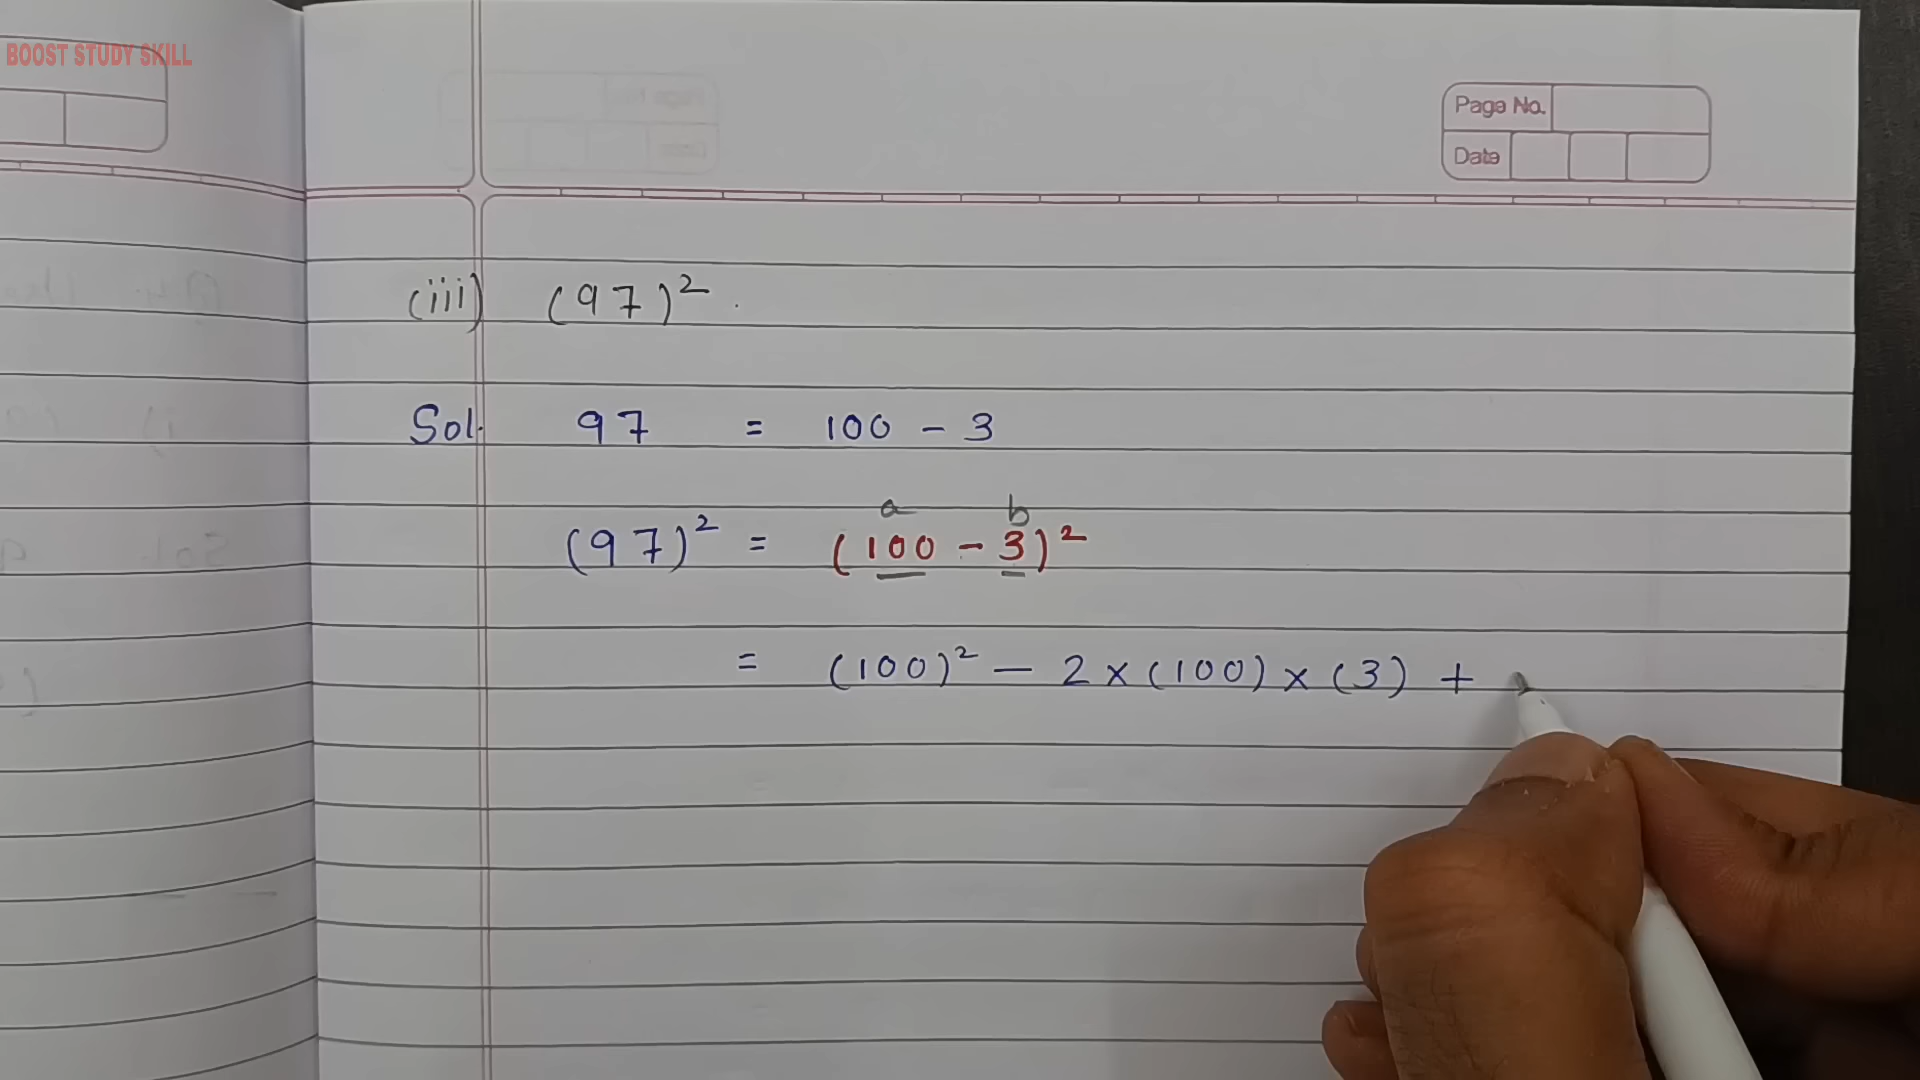 BOOST STUDY SKILL
Page No.
Date
(iii) (97)² .
Sol. 97 = 100 - 3
a b
(97)² = (100 - 3)²
= (100)² - 2 × (100) × (3) +